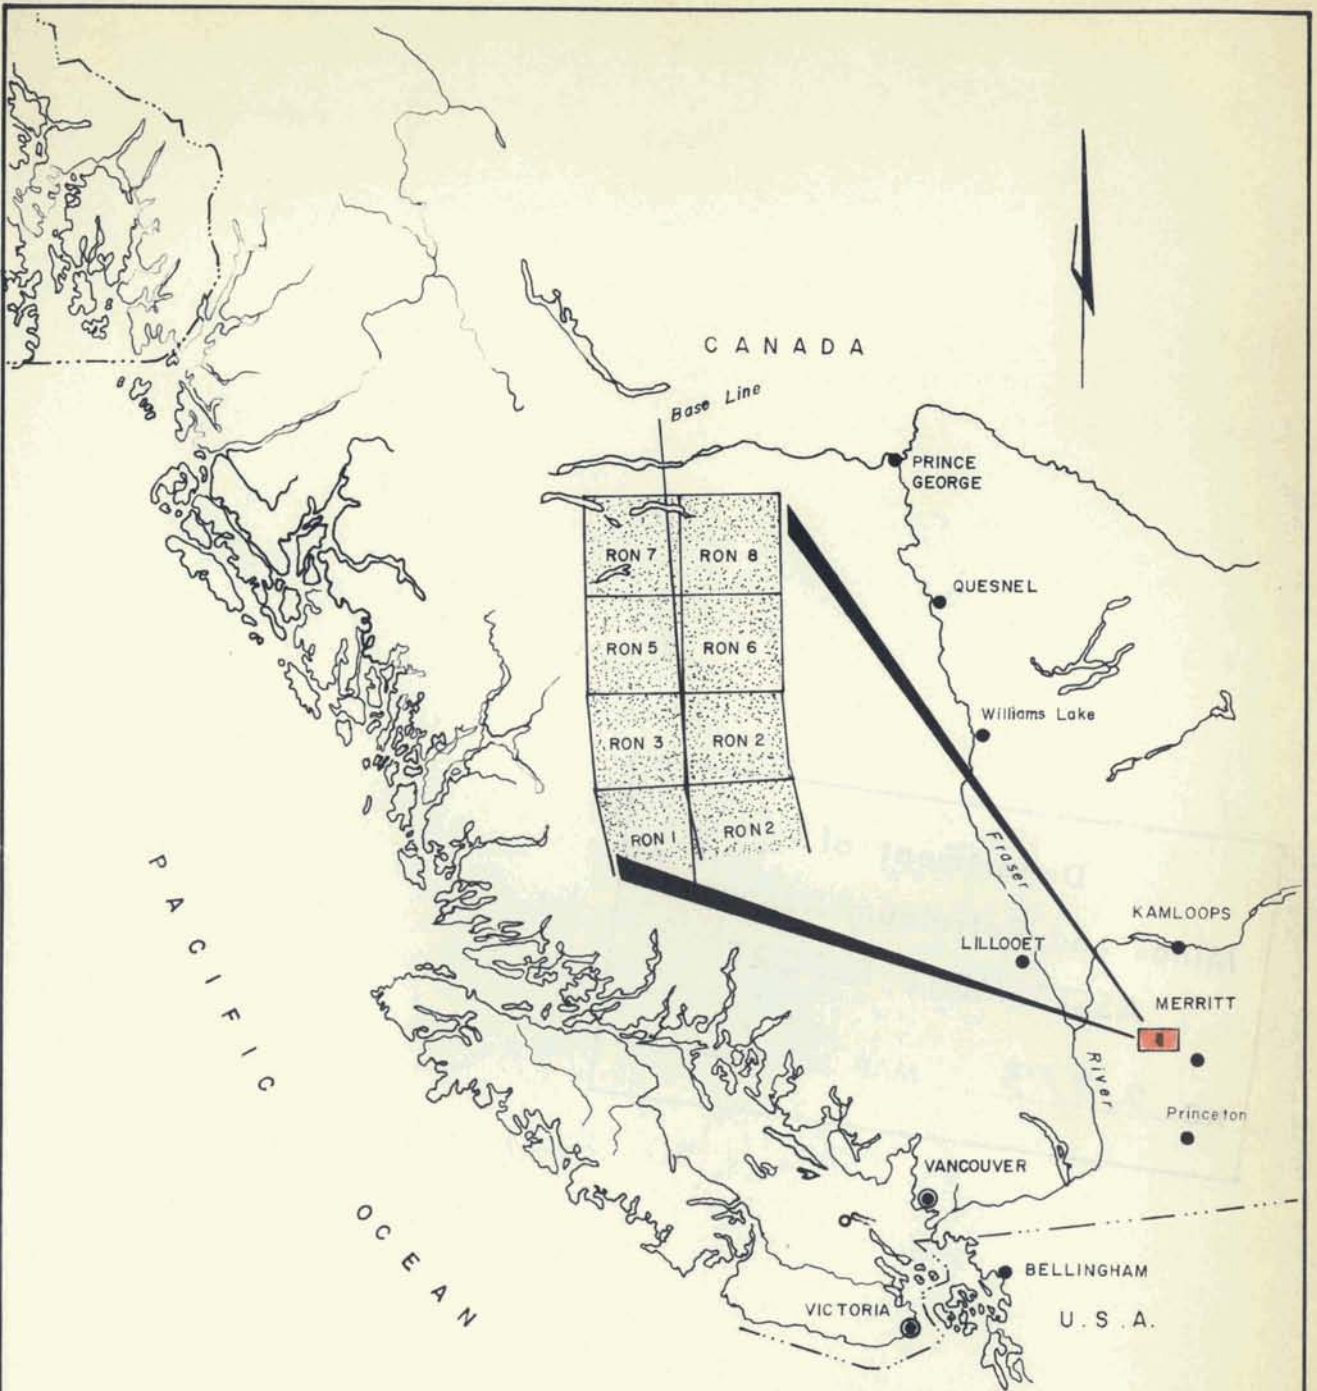 CANADA
Base Line
PRINCE
GEORGE
RON 7
RON 8
QUESNEL
RON 5
RON 6
Williams Lake
RON 3
RON 2
RON 1
RON 2
Fraser
River
KAMLOOPS
LILLOOET
MERRITT
Princeton
PACIFIC
OCEAN
VANCOUVER
BELLINGHAM
VICTORIA
U.S.A.